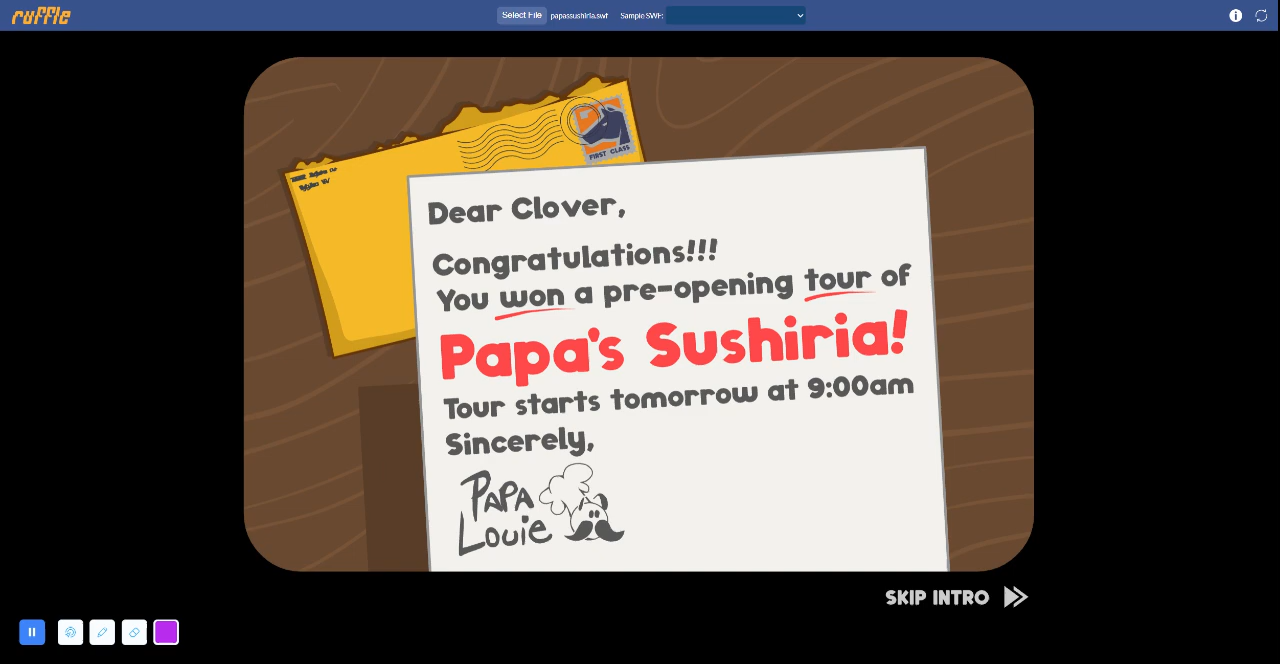 ruffle
Select File papassushiria.swf Sample SWF:
FIRST CLASS
Dear Clover,
Congratulations!!!
You won a pre-opening tour of
Papa's Sushiria!
Tour starts tomorrow at 9:00am
Sincerely,
PAPA
Louie
SKIP INTRO